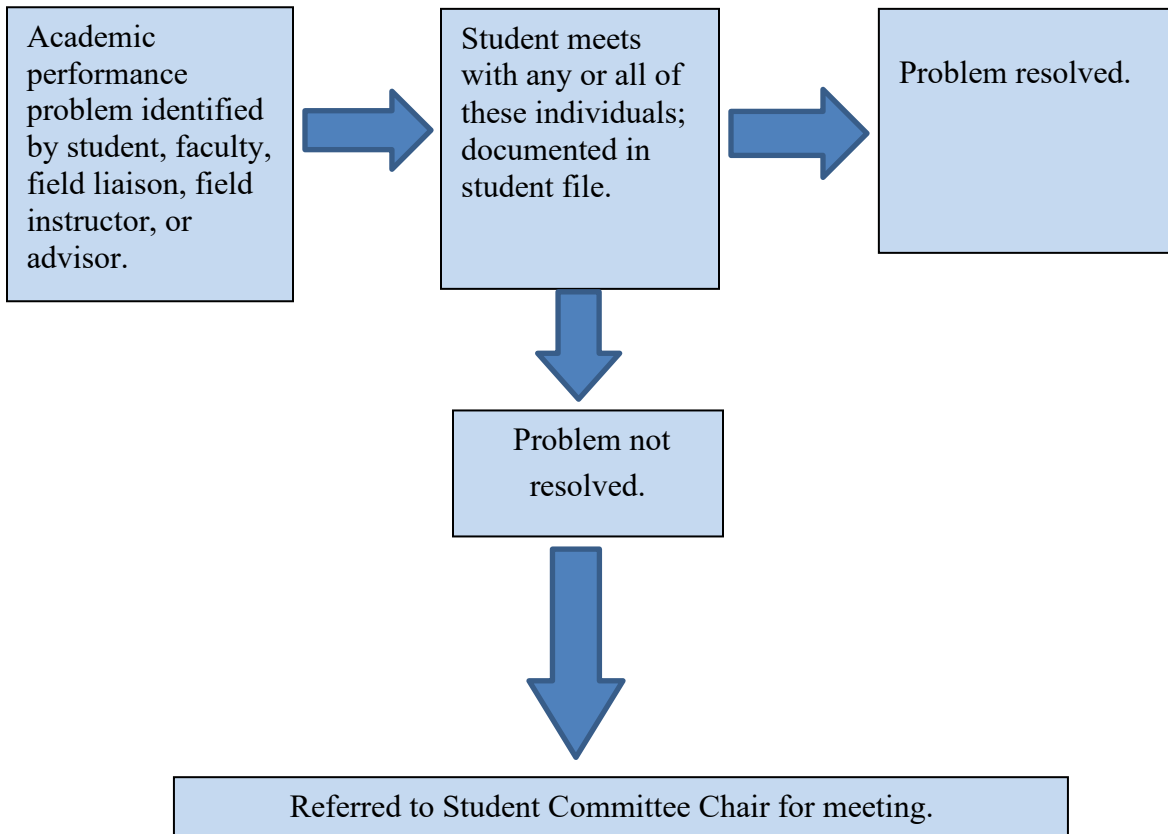 Academic
performance
problem identified
by student, faculty,
field liaison, field
instructor, or
advisor.
Student meets
with any or all of
these individuals;
documented in
student file.
Problem resolved.
Problem not
resolved.
Referred to Student Committee Chair for meeting.